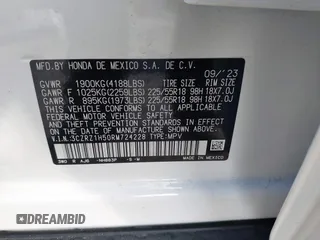 MFD.BY HONDA DE MEXICO S.A. DE C.V.
09/'23
GVWR 1900KG(4188LBS) TIRE SIZE RIM SIZE
GAWR F 1025KG(2259LBS) 225/55R18 98H 18X7.0J
GAWR R 895KG(1973LBS) 225/55R18 98H 18X7.0J
THIS VEHICLE CONFORMS TO ALL APPLICABLE
FEDERAL MOTOR VEHICLE SAFETY, BUMPER
AND THEFT PREVENTION STANDARDS IN EFFECT
ON THE DATE OF MANUFACTURE SHOWN ABOVE.
V.I.N.:3CZRZ1H50RM724228 TYPE:MPV
DREAMBID